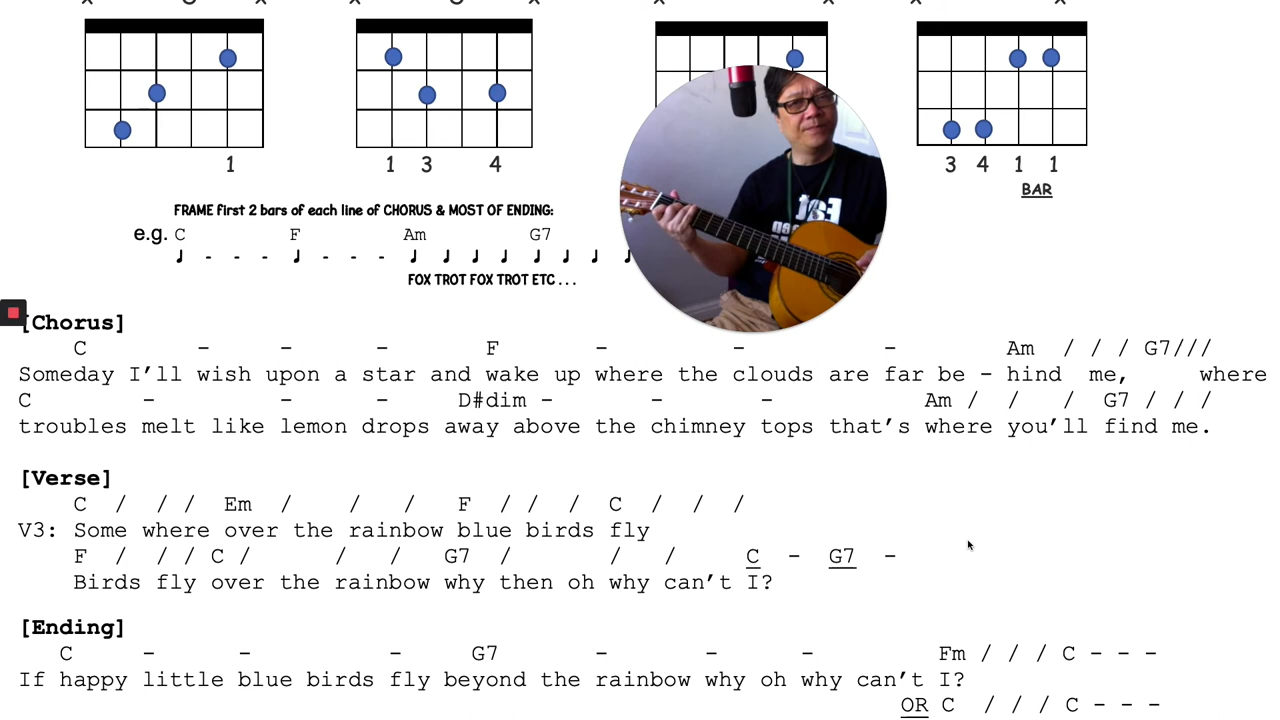 1
1 3 4
3 4 1 1
BAR
FRAME first 2 bars of each line of CHORUS & MOST OF ENDING:
e.g. C F Am G7
♩ - - - ♩ - - - ♩ ♩ ♩ ♩ ♩ ♩ ♩ ♩
FOX TROT FOX TROT ETC . . .
[Chorus]
C - - - F - - - Am / / / G7///
Someday I’ll wish upon a star and wake up where the clouds are far be – hind me, where
C - - - D#dim - - - Am / / / G7 / / /
troubles melt like lemon drops away above the chimney tops that’s where you’ll find me.
[Verse]
C / / / Em / / / F / / / C / / /
V3: Some where over the rainbow blue birds fly
F / / / C / / / G7 / / / C - G7 -
Birds fly over the rainbow why then oh why can’t I?
[Ending]
C - - - G7 - - - Fm / / / C - - -
If happy little blue birds fly beyond the rainbow why oh why can’t I?
OR C / / / C - - -